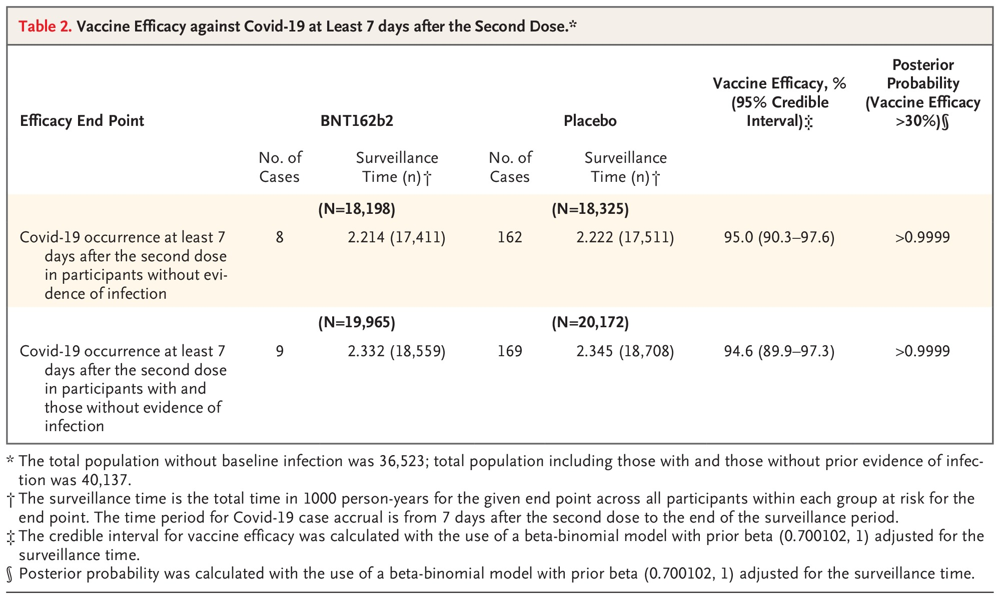 Table 2. Vaccine Efficacy against Covid-19 at Least 7 days after the Second Dose.*
Efficacy End Point
BNT162b2
Placebo
Vaccine Efficacy, %
(95% Credible
Interval)‡
Posterior
Probability
(Vaccine Efficacy
>30%)§
No. of
Cases
Surveillance
Time (n)†
No. of
Cases
Surveillance
Time (n)†
(N=18,198) (N=18,325)
Covid-19 occurrence at least 7 8 2.214 (17,411) 162 2.222 (17,511) 95.0 (90.3–97.6) >0.9999
days after the second dose
in participants without evi-
dence of infection
(N=19,965) (N=20,172)
Covid-19 occurrence at least 7 9 2.332 (18,559) 169 2.345 (18,708) 94.6 (89.9–97.3) >0.9999
days after the second dose
in participants with and
those without evidence of
infection
* The total population without baseline infection was 36,523; total population including those with and those without prior evidence of infec-
tion was 40,137.
† The surveillance time is the total time in 1000 person-years for the given end point across all participants within each group at risk for the
end point. The time period for Covid-19 case accrual is from 7 days after the second dose to the end of the surveillance period.
‡ The credible interval for vaccine efficacy was calculated with the use of a beta-binomial model with prior beta (0.700102, 1) adjusted for the
surveillance time.
§ Posterior probability was calculated with the use of a beta-binomial model with prior beta (0.700102, 1) adjusted for the surveillance time.